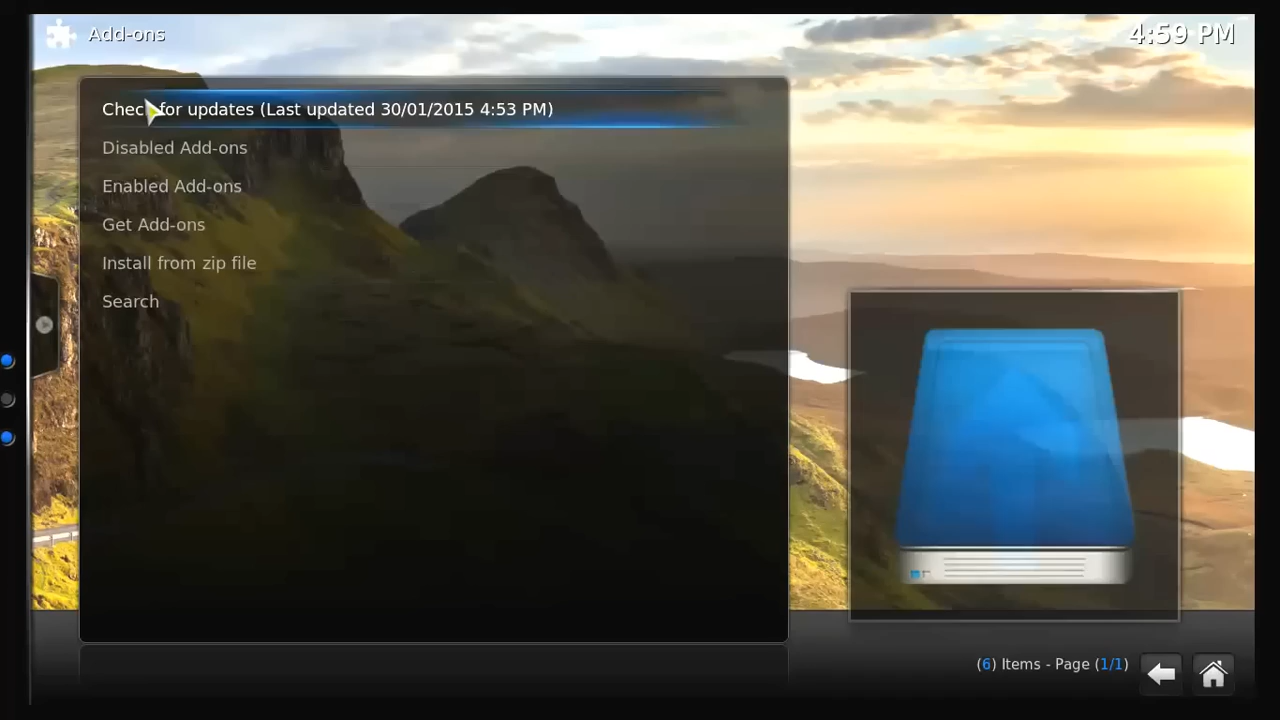 Add-ons
4:59 PM
Check for updates (Last updated 30/01/2015 4:53 PM)
Disabled Add-ons
Enabled Add-ons
Get Add-ons
Install from zip file
Search
(6) Items - Page (1/1)